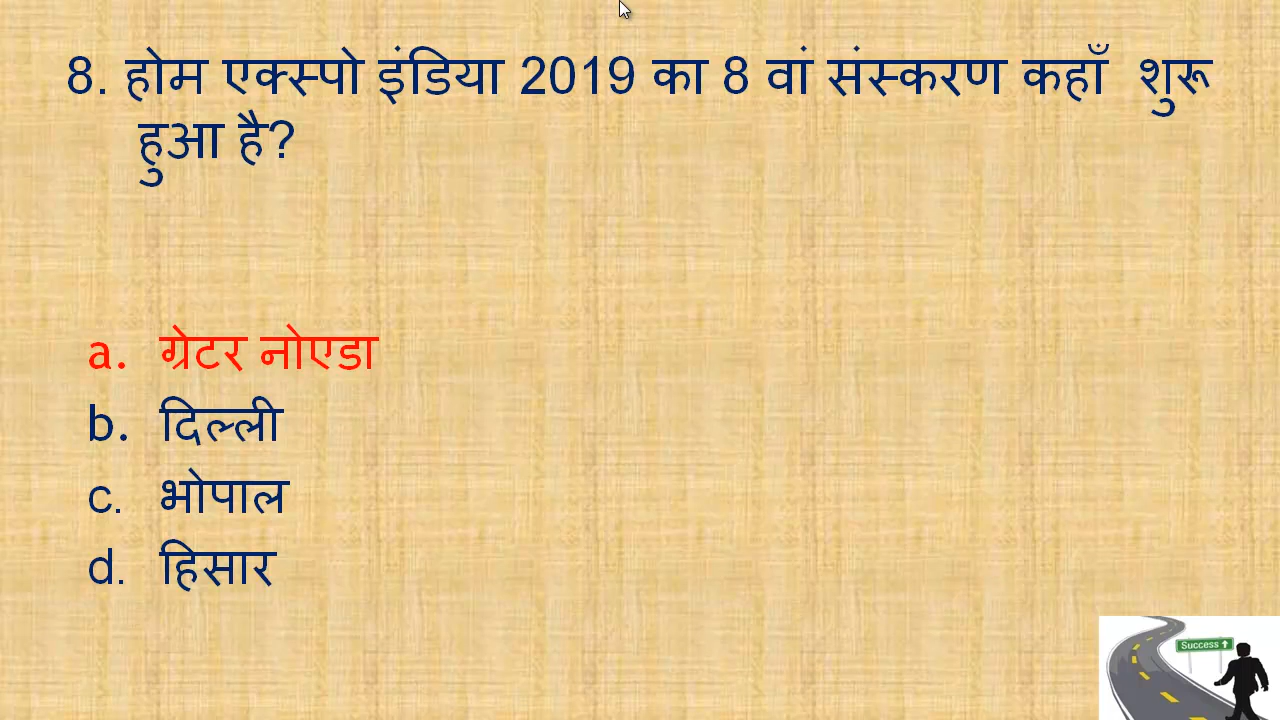 8. होम एक्स्पो इंडिया 2019 का 8 वां संस्करण कहाँ शुरू
हुआ है?
a. ग्रेटर नोएडा
b. दिल्ली
c. भोपाल
d. हिसार
Success ↑